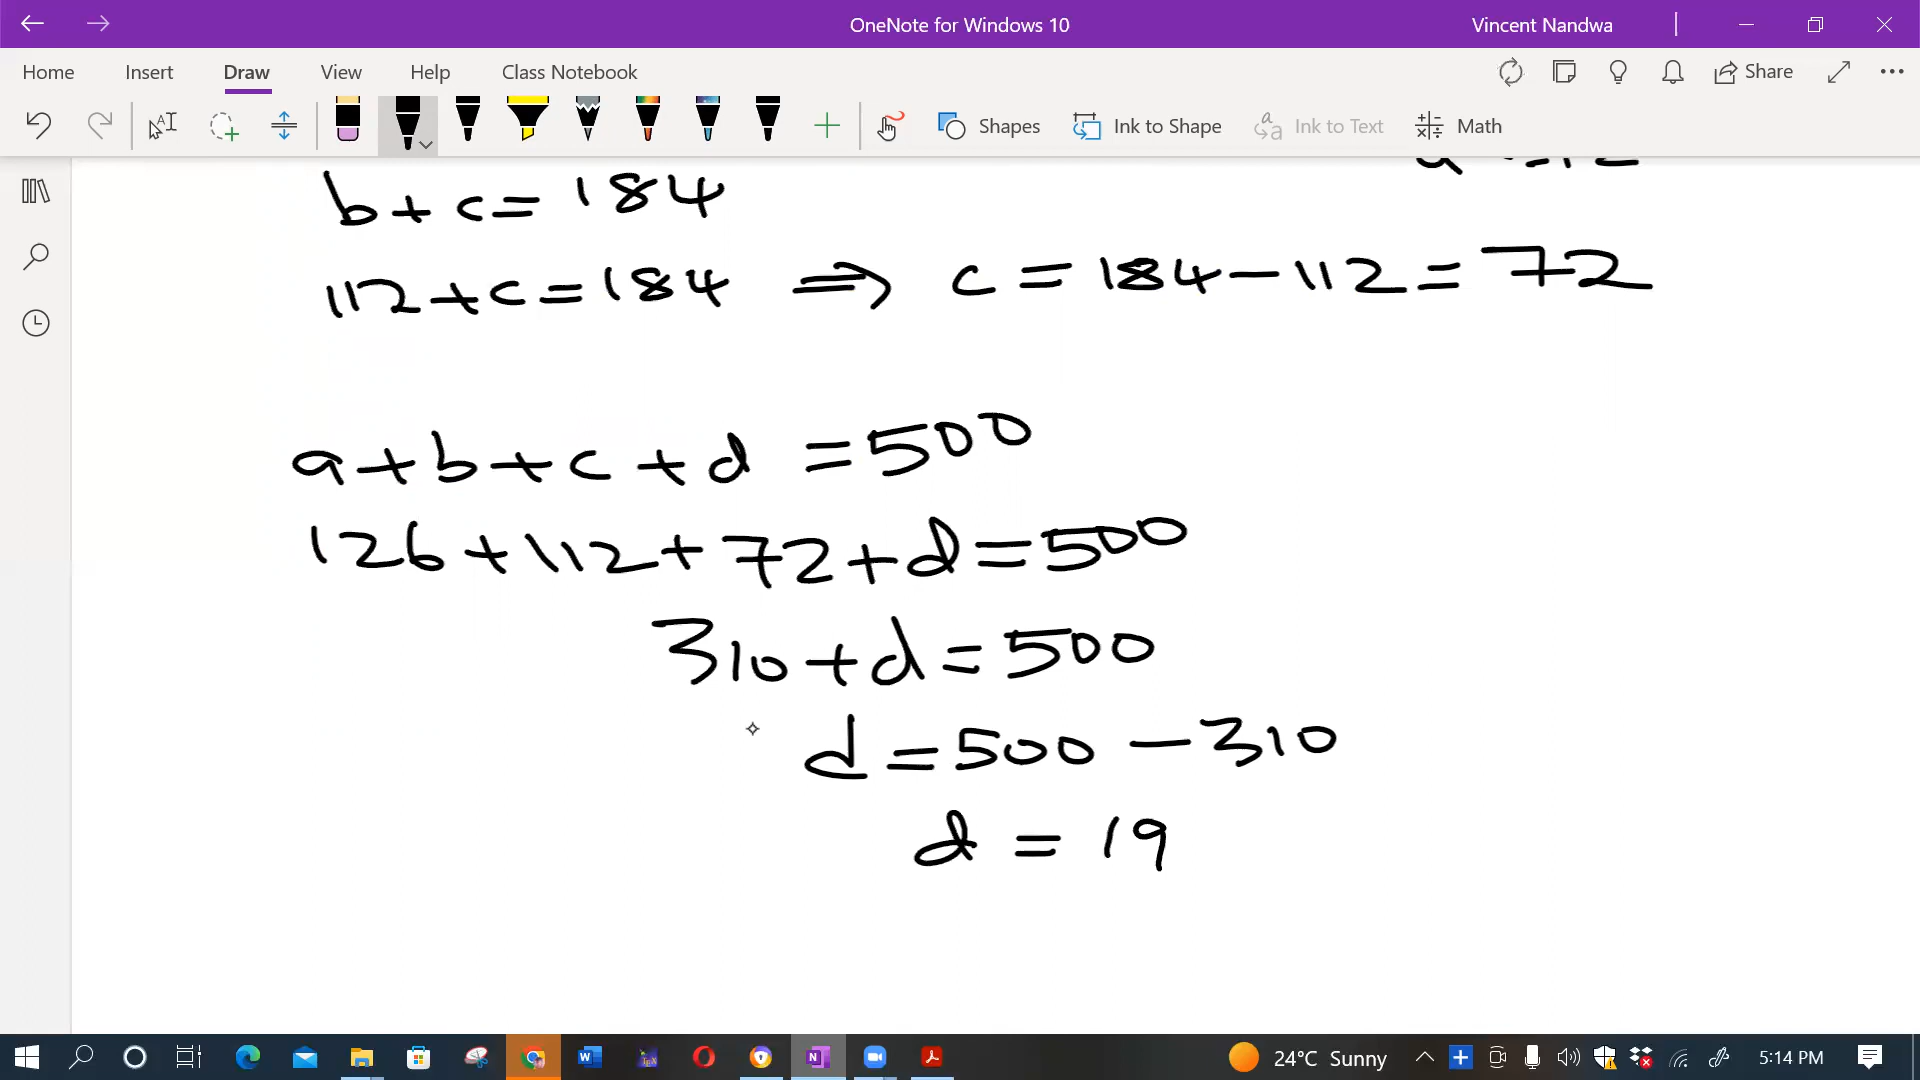 OneNote for Windows 10
Vincent Nandwa
Home Insert Draw View Help Class Notebook
Share
Shapes Ink to Shape Ink to Text Math
b+c= 184
112+c=184 ⇒ c=184-112=72
a+b+c+d =500
126+112+72+d=500
310+d=500
d=500-310
d = 19
24°C Sunny
5:14 PM